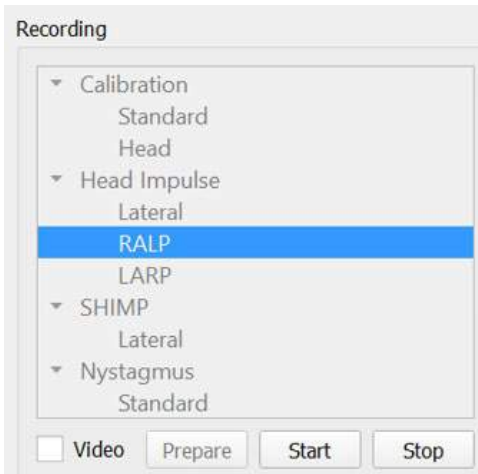 Recording
Calibration
Standard
Head
Head Impulse
Lateral
RALP
LARP
SHIMP
Lateral
Nystagmus
Standard
Video Prepare Start Stop